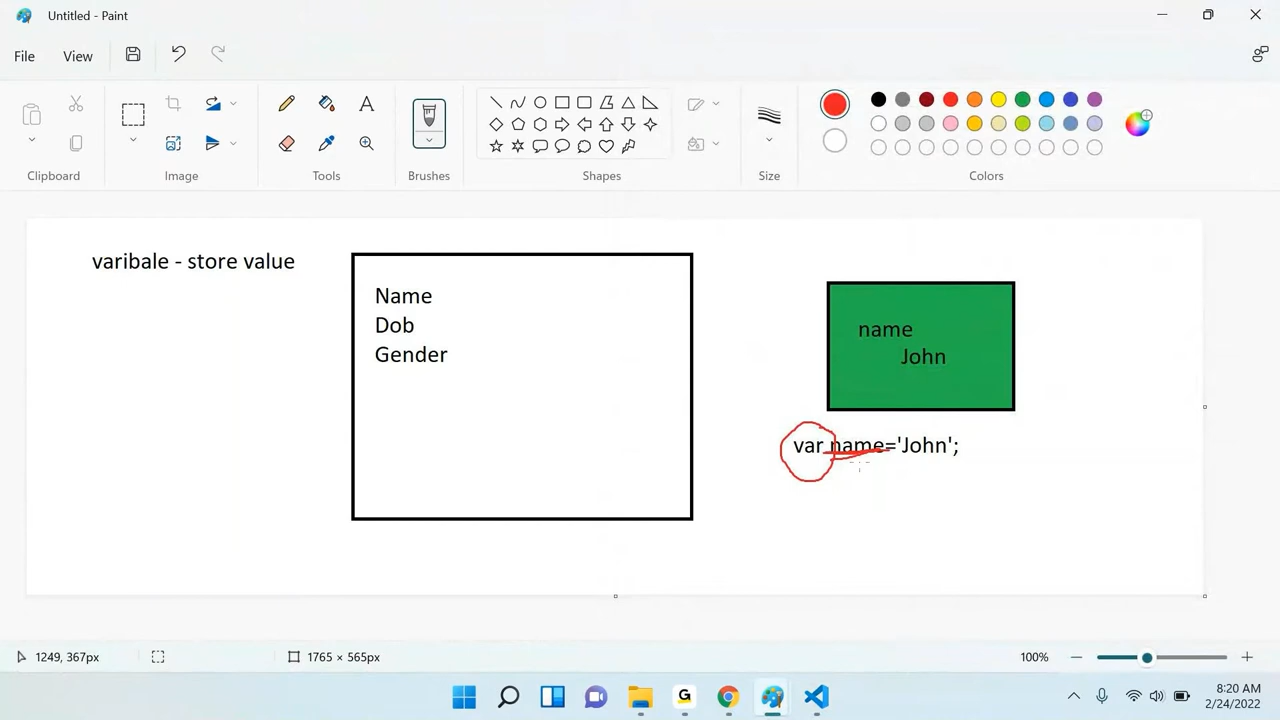 Untitled - Paint
File
View
Clipboard
Image
Tools
Brushes
Shapes
Size
Colors
varibale - store value
Name
Dob
Gender
name
John
var name='John';
1249, 367px
1765 × 565px
100%
G
8:20 AM
2/24/2022